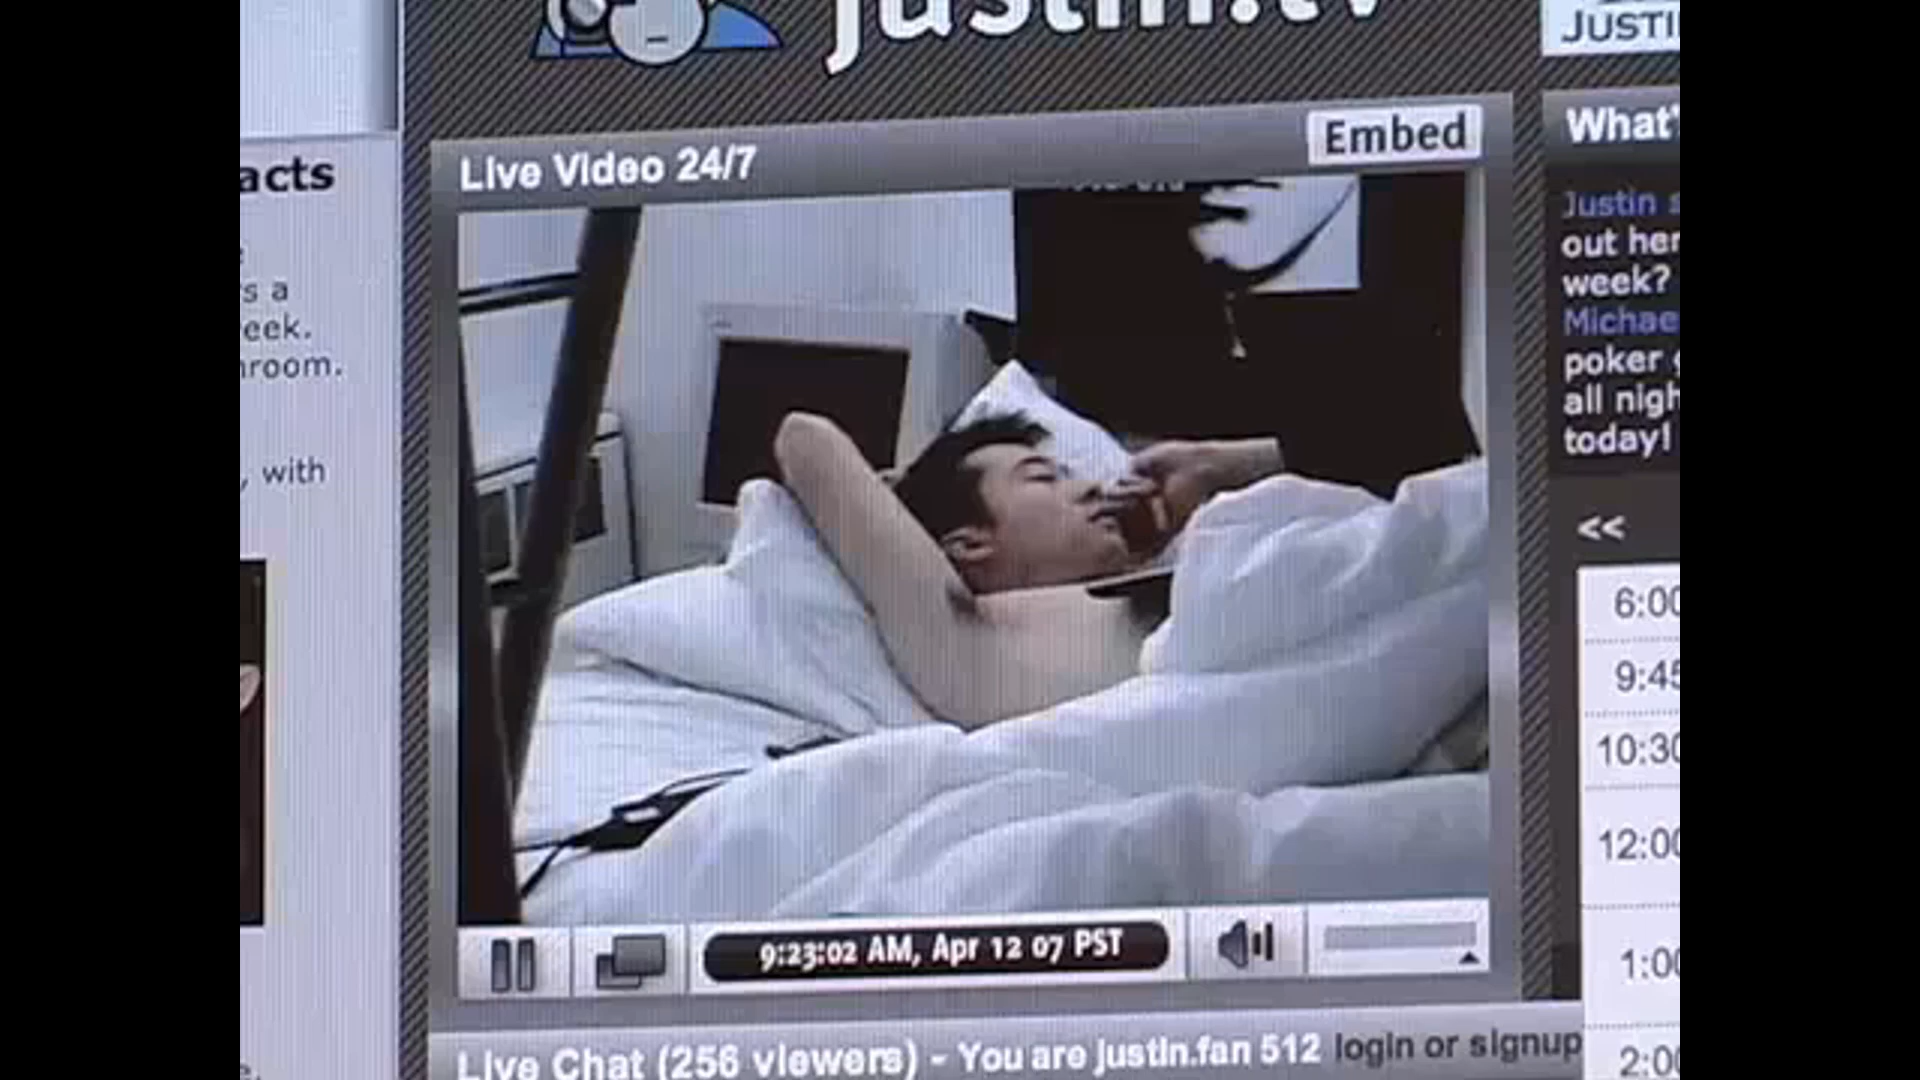 justin.tv
JUSTI
Embed
Live Video 24/7
What'
acts
Justin s
out her
week?
Michae
poker
all nigh
today!
s a
eek.
room.
, with
<<
6:00
9:45
10:30
12:00
1:00
2:00
9:23:02 AM, Apr 12 07 PST
Live Chat (256 viewers) - You are justin.fan 512 login or signup